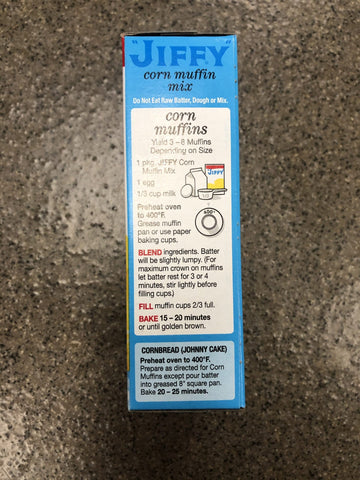 "JIFFY"
corn muffin
mix
Do Not Eat Raw Batter, Dough or Mix.
corn
muffins
Yield 3 – 8 Muffins
Depending on Size
1 pkg. JIFFY Corn
Muffin Mix
1 egg
1/3 cup milk
JIFFY
Preheat oven
to 400°F.
Grease muffin
pan or use paper
baking cups.
400°
BLEND ingredients. Batter
will be slightly lumpy. (For
maximum crown on muffins
let batter rest for 3 or 4
minutes, stir lightly before
filling cups.)
FILL muffin cups 2/3 full.
BAKE 15 – 20 minutes
or until golden brown.
CORNBREAD (JOHNNY CAKE)
Preheat oven to 400°F.
Prepare as directed for Corn
Muffins except pour batter
into greased 8" square pan.
Bake 20 – 25 minutes.